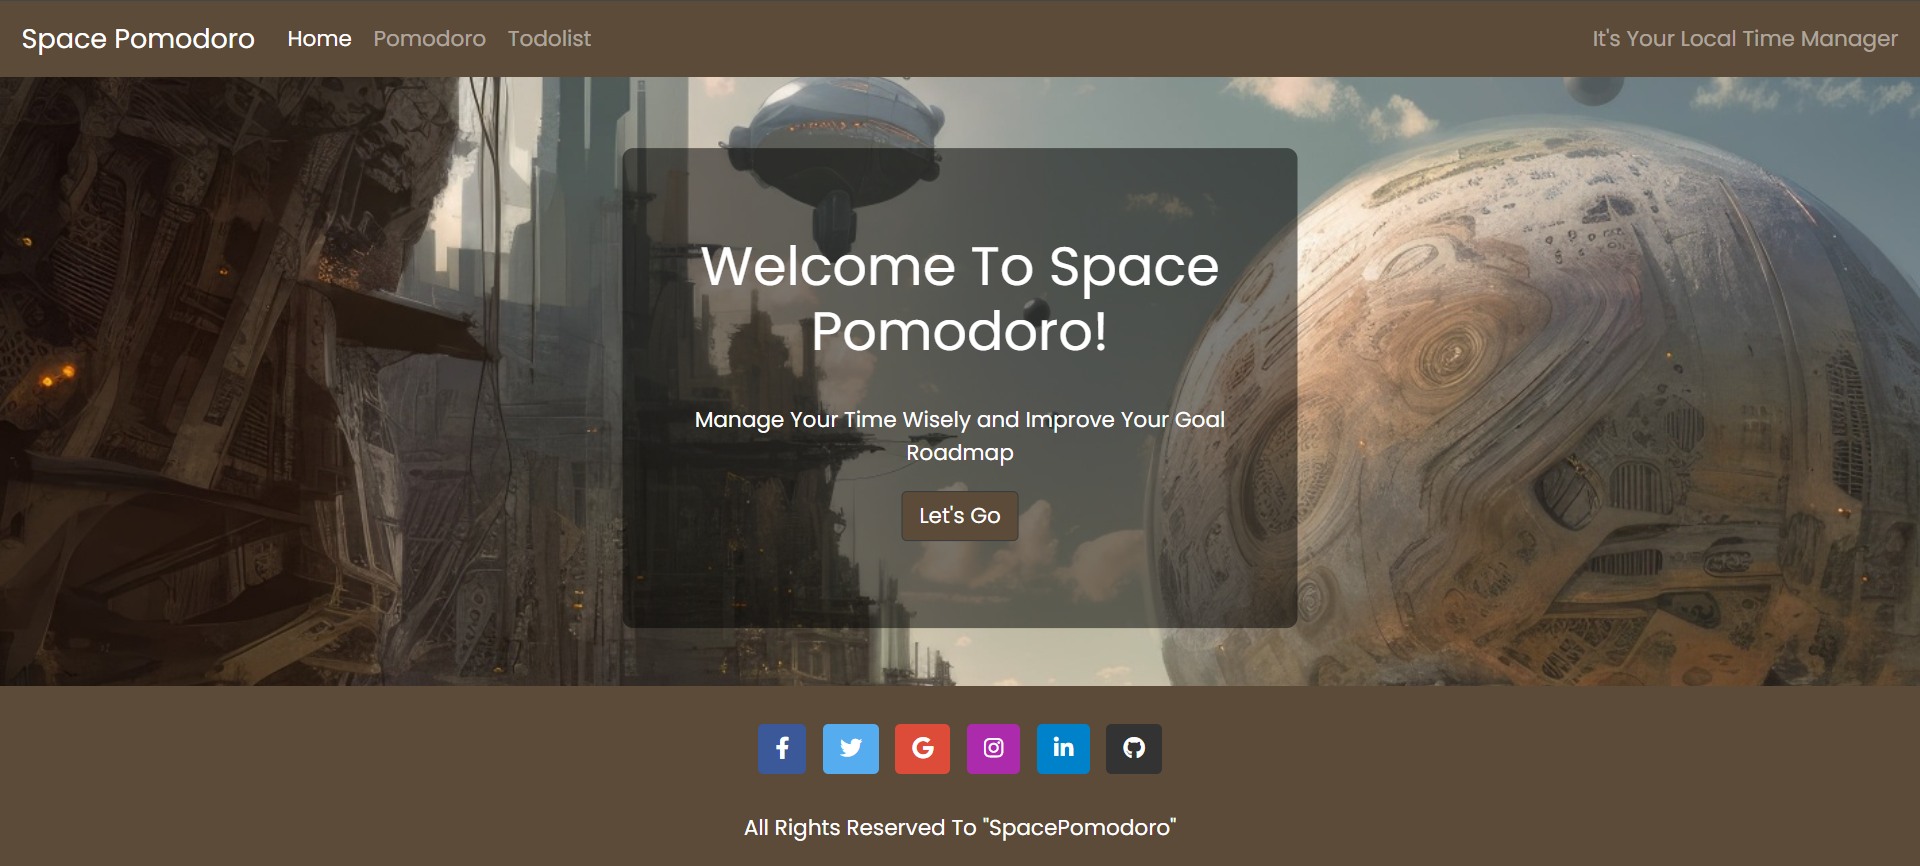 Space Pomodoro Home Pomodoro Todolist It's Your Local Time Manager
Welcome To Space
Pomodoro!
Manage Your Time Wisely and Improve Your Goal
Roadmap
Let's Go
All Rights Reserved To "SpacePomodoro"